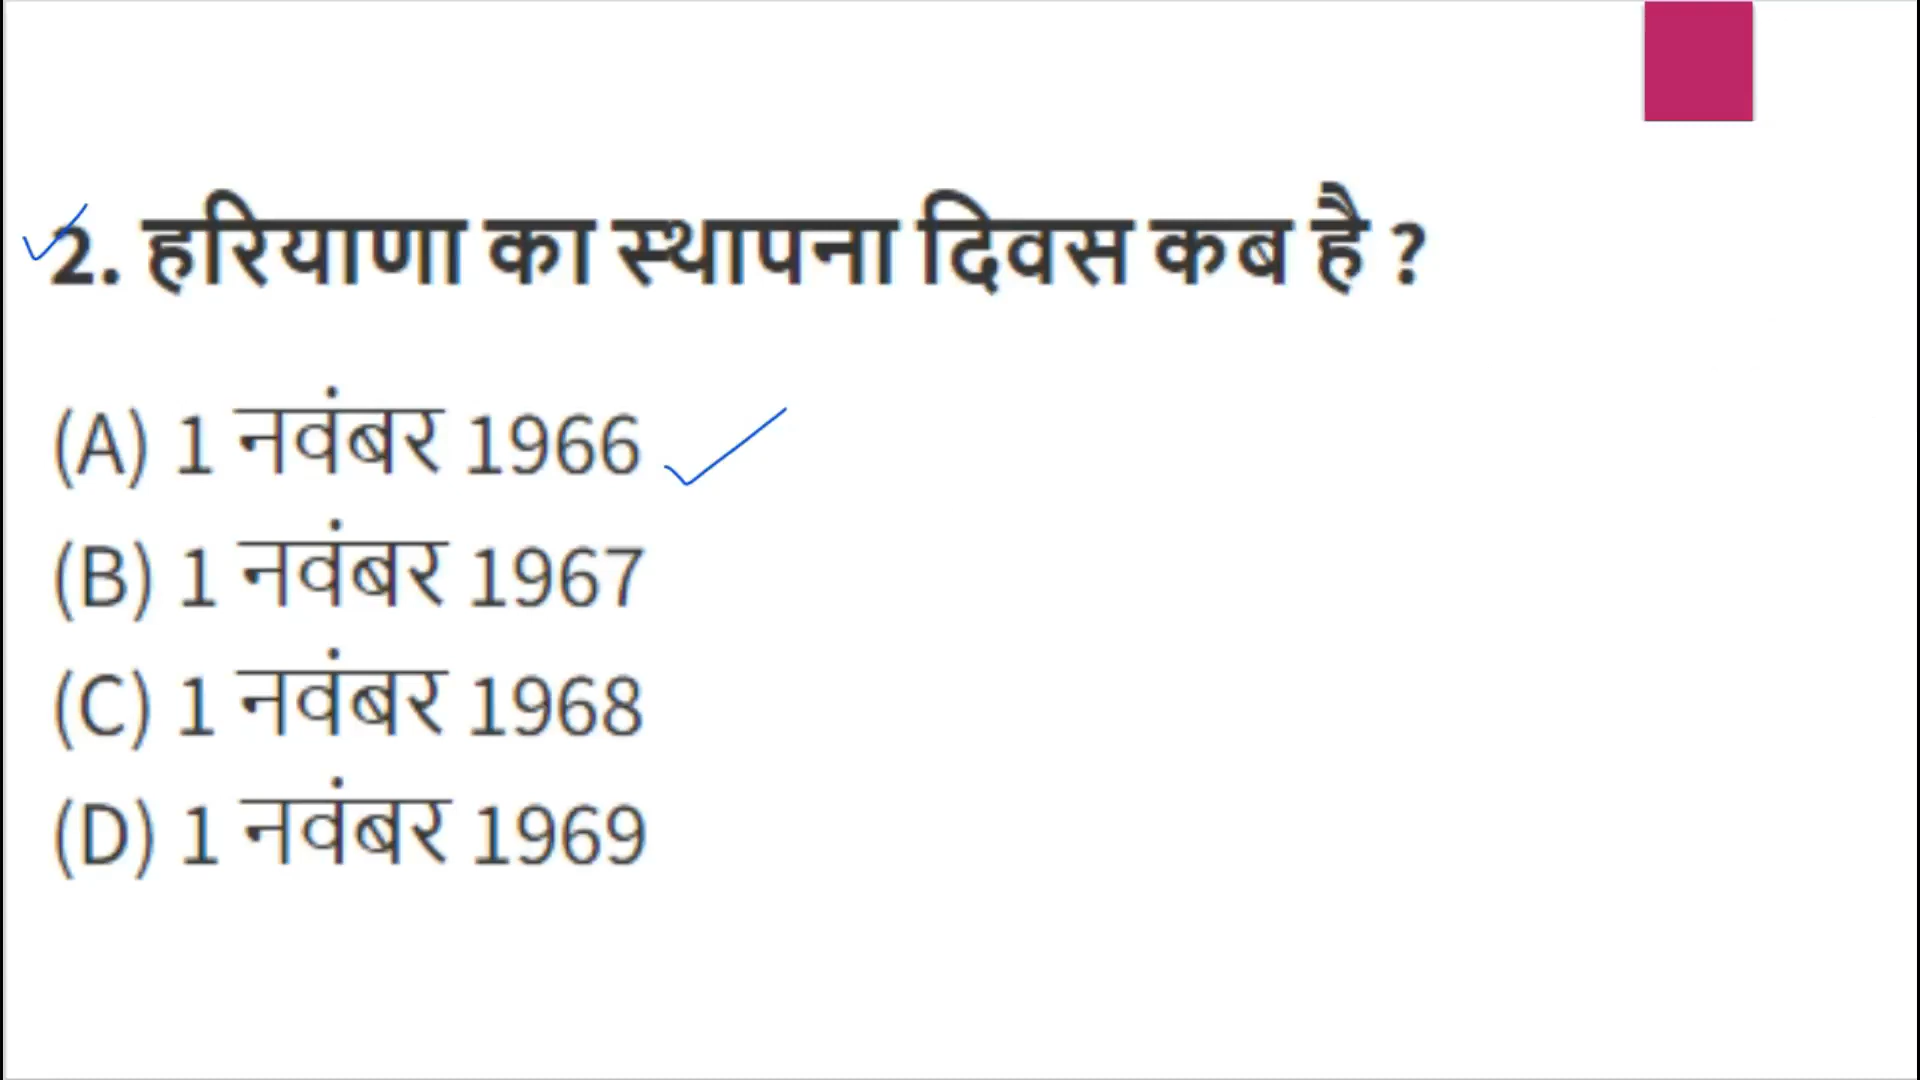 2. हरियाणा का स्थापना दिवस कब है ?
(A) 1 नवंबर 1966
(B) 1 नवंबर 1967
(C) 1 नवंबर 1968
(D) 1 नवंबर 1969